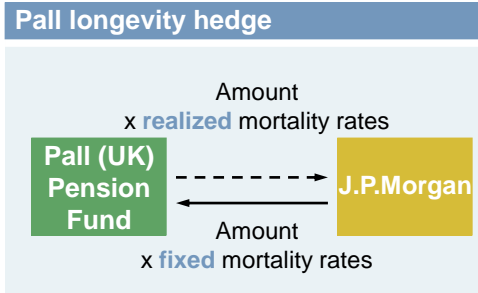 Pall longevity hedge
Amount
x realized mortality rates
Pall (UK)
Pension
Fund
J.P.Morgan
Amount
x fixed mortality rates